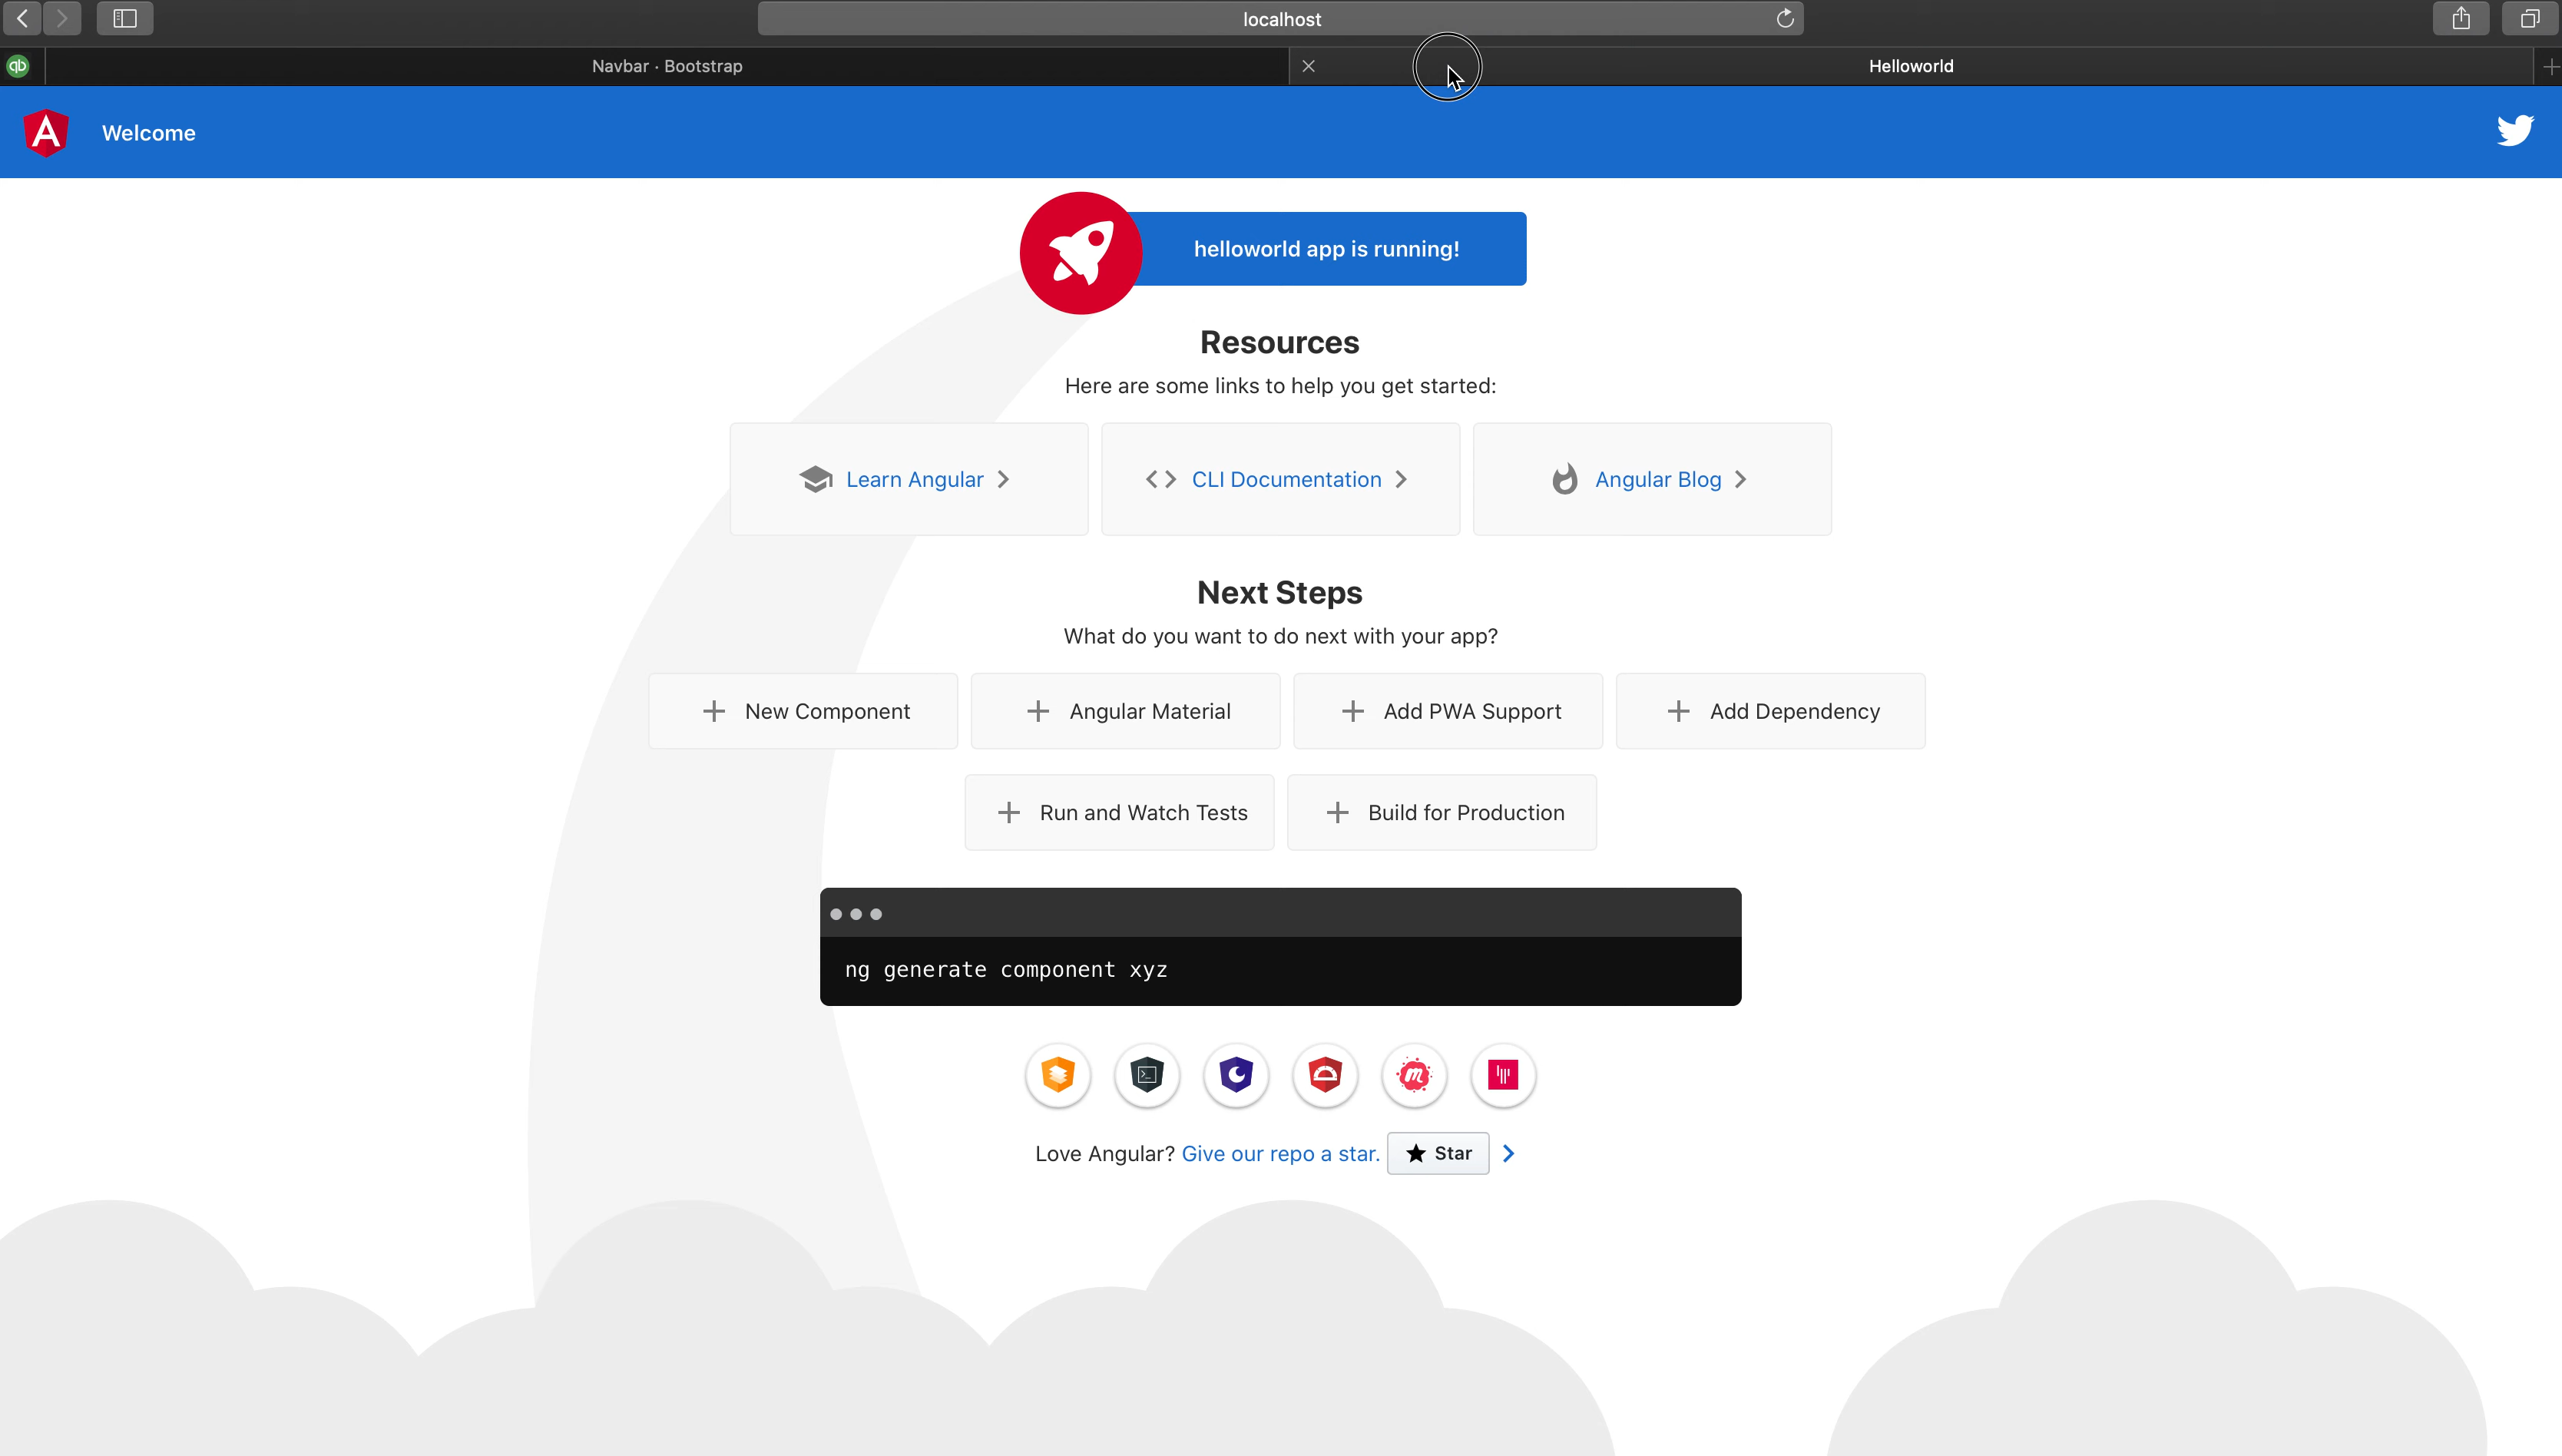 localhost
qb
Navbar · Bootstrap
Helloworld
A
Welcome
helloworld app is running!
Resources
Here are some links to help you get started:
Learn Angular
CLI Documentation
Angular Blog
Next Steps
What do you want to do next with your app?
New Component
Angular Material
Add PWA Support
Add Dependency
Run and Watch Tests
Build for Production
ng generate component xyz
m
Love Angular? Give our repo a star. Star